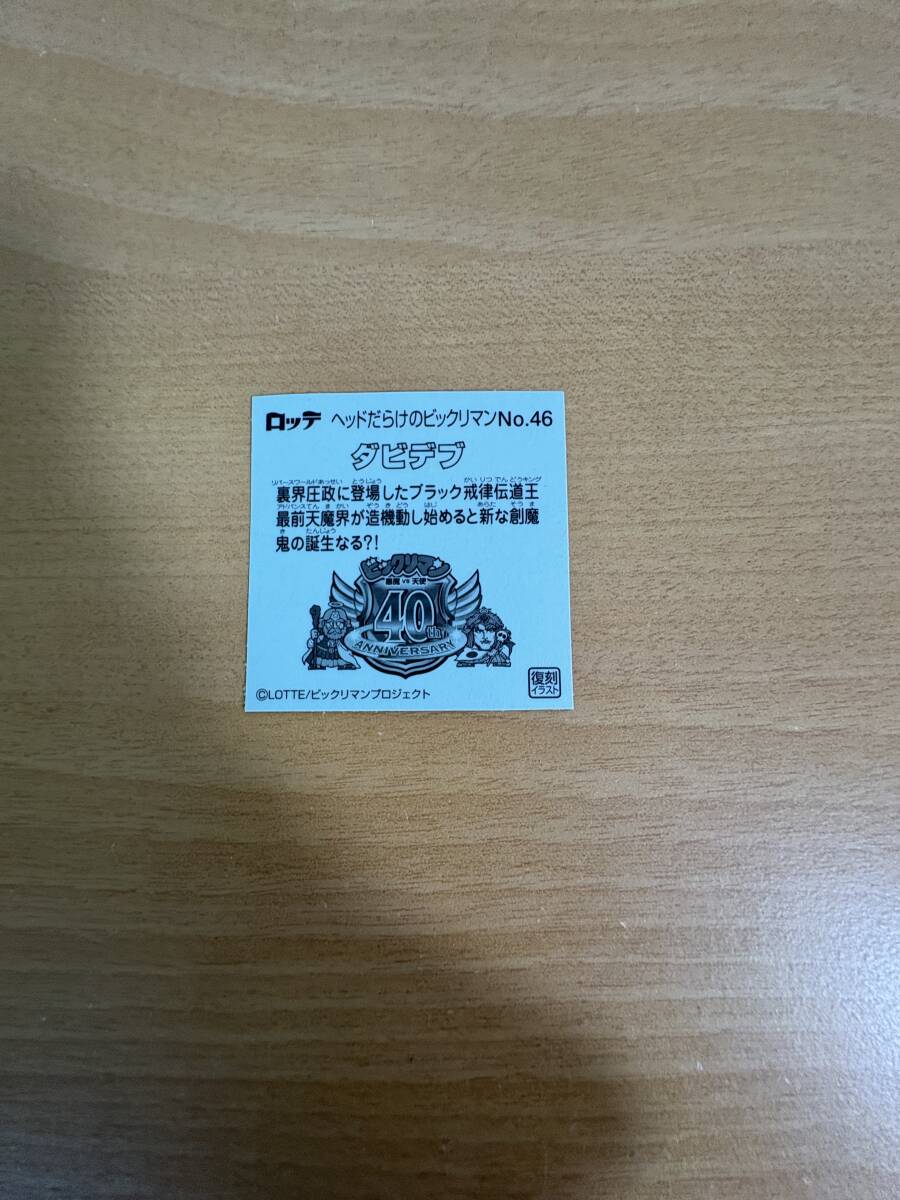 ロッテ ヘッドだらけのビックリマンNo.46
ダビデブ
リバースワールドあっせい とうじょう かいりつでんどうキング
裏界圧政に登場したブラック戒律伝道王
アドバンスてんまかい ぞうきどう はじ あらた そうま
最前天魔界が造機動し始めると新な創魔
き たんじょう
鬼の誕生なる?!
ビックリマン
悪魔 VS 天使
40th
ANNIVERSARY
©LOTTE/ビックリマンプロジェクト
復刻
イラスト